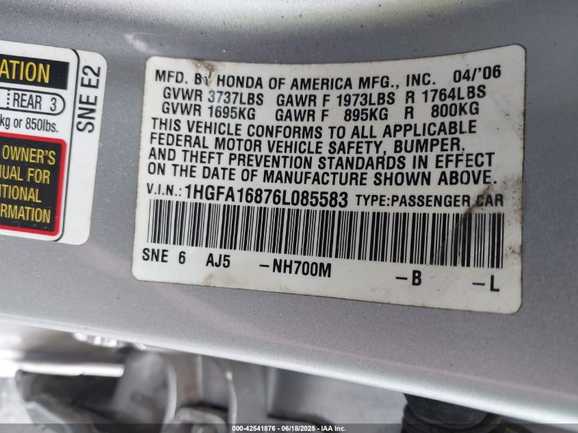 ATION
REAR 3
kg or 850lbs.
OWNER'S
NUAL FOR
ITIONAL
ORMATION
SNE E2
MFD. BY HONDA OF AMERICA MFG., INC. 04/'06
GVWR 3737LBS GAWR F 1973LBS R 1764LBS
GVWR 1695KG GAWR F 895KG R 800KG
THIS VEHICLE CONFORMS TO ALL APPLICABLE
FEDERAL MOTOR VEHICLE SAFETY, BUMPER,
AND THEFT PREVENTION STANDARDS IN EFFECT
ON THE DATE OF MANUFACTURE SHOWN ABOVE.
V.I.N.: 1HGFA16876L085583 TYPE:PASSENGER CAR
SNE 6 AJ5 -NH700M -B -L
000-42541876 - 06/18/2025 - IAA Inc.